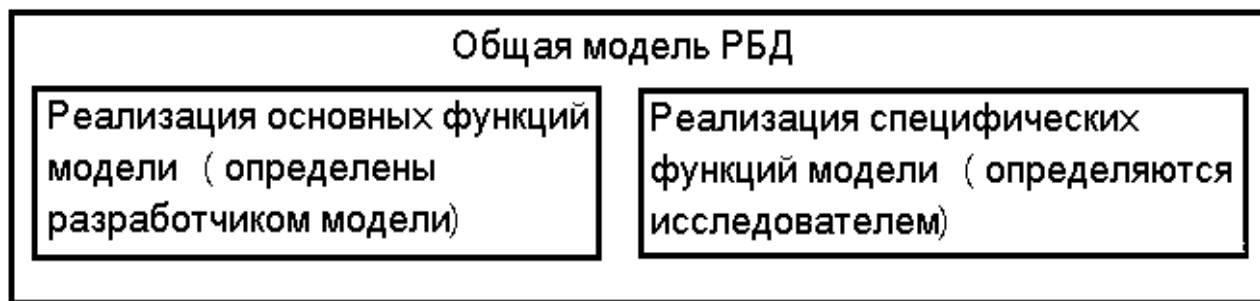 Общая модель РБД
Реализация основных функций
модели ( определены
разработчиком модели)
Реализация специфических
функций модели ( определяются
исследователем)